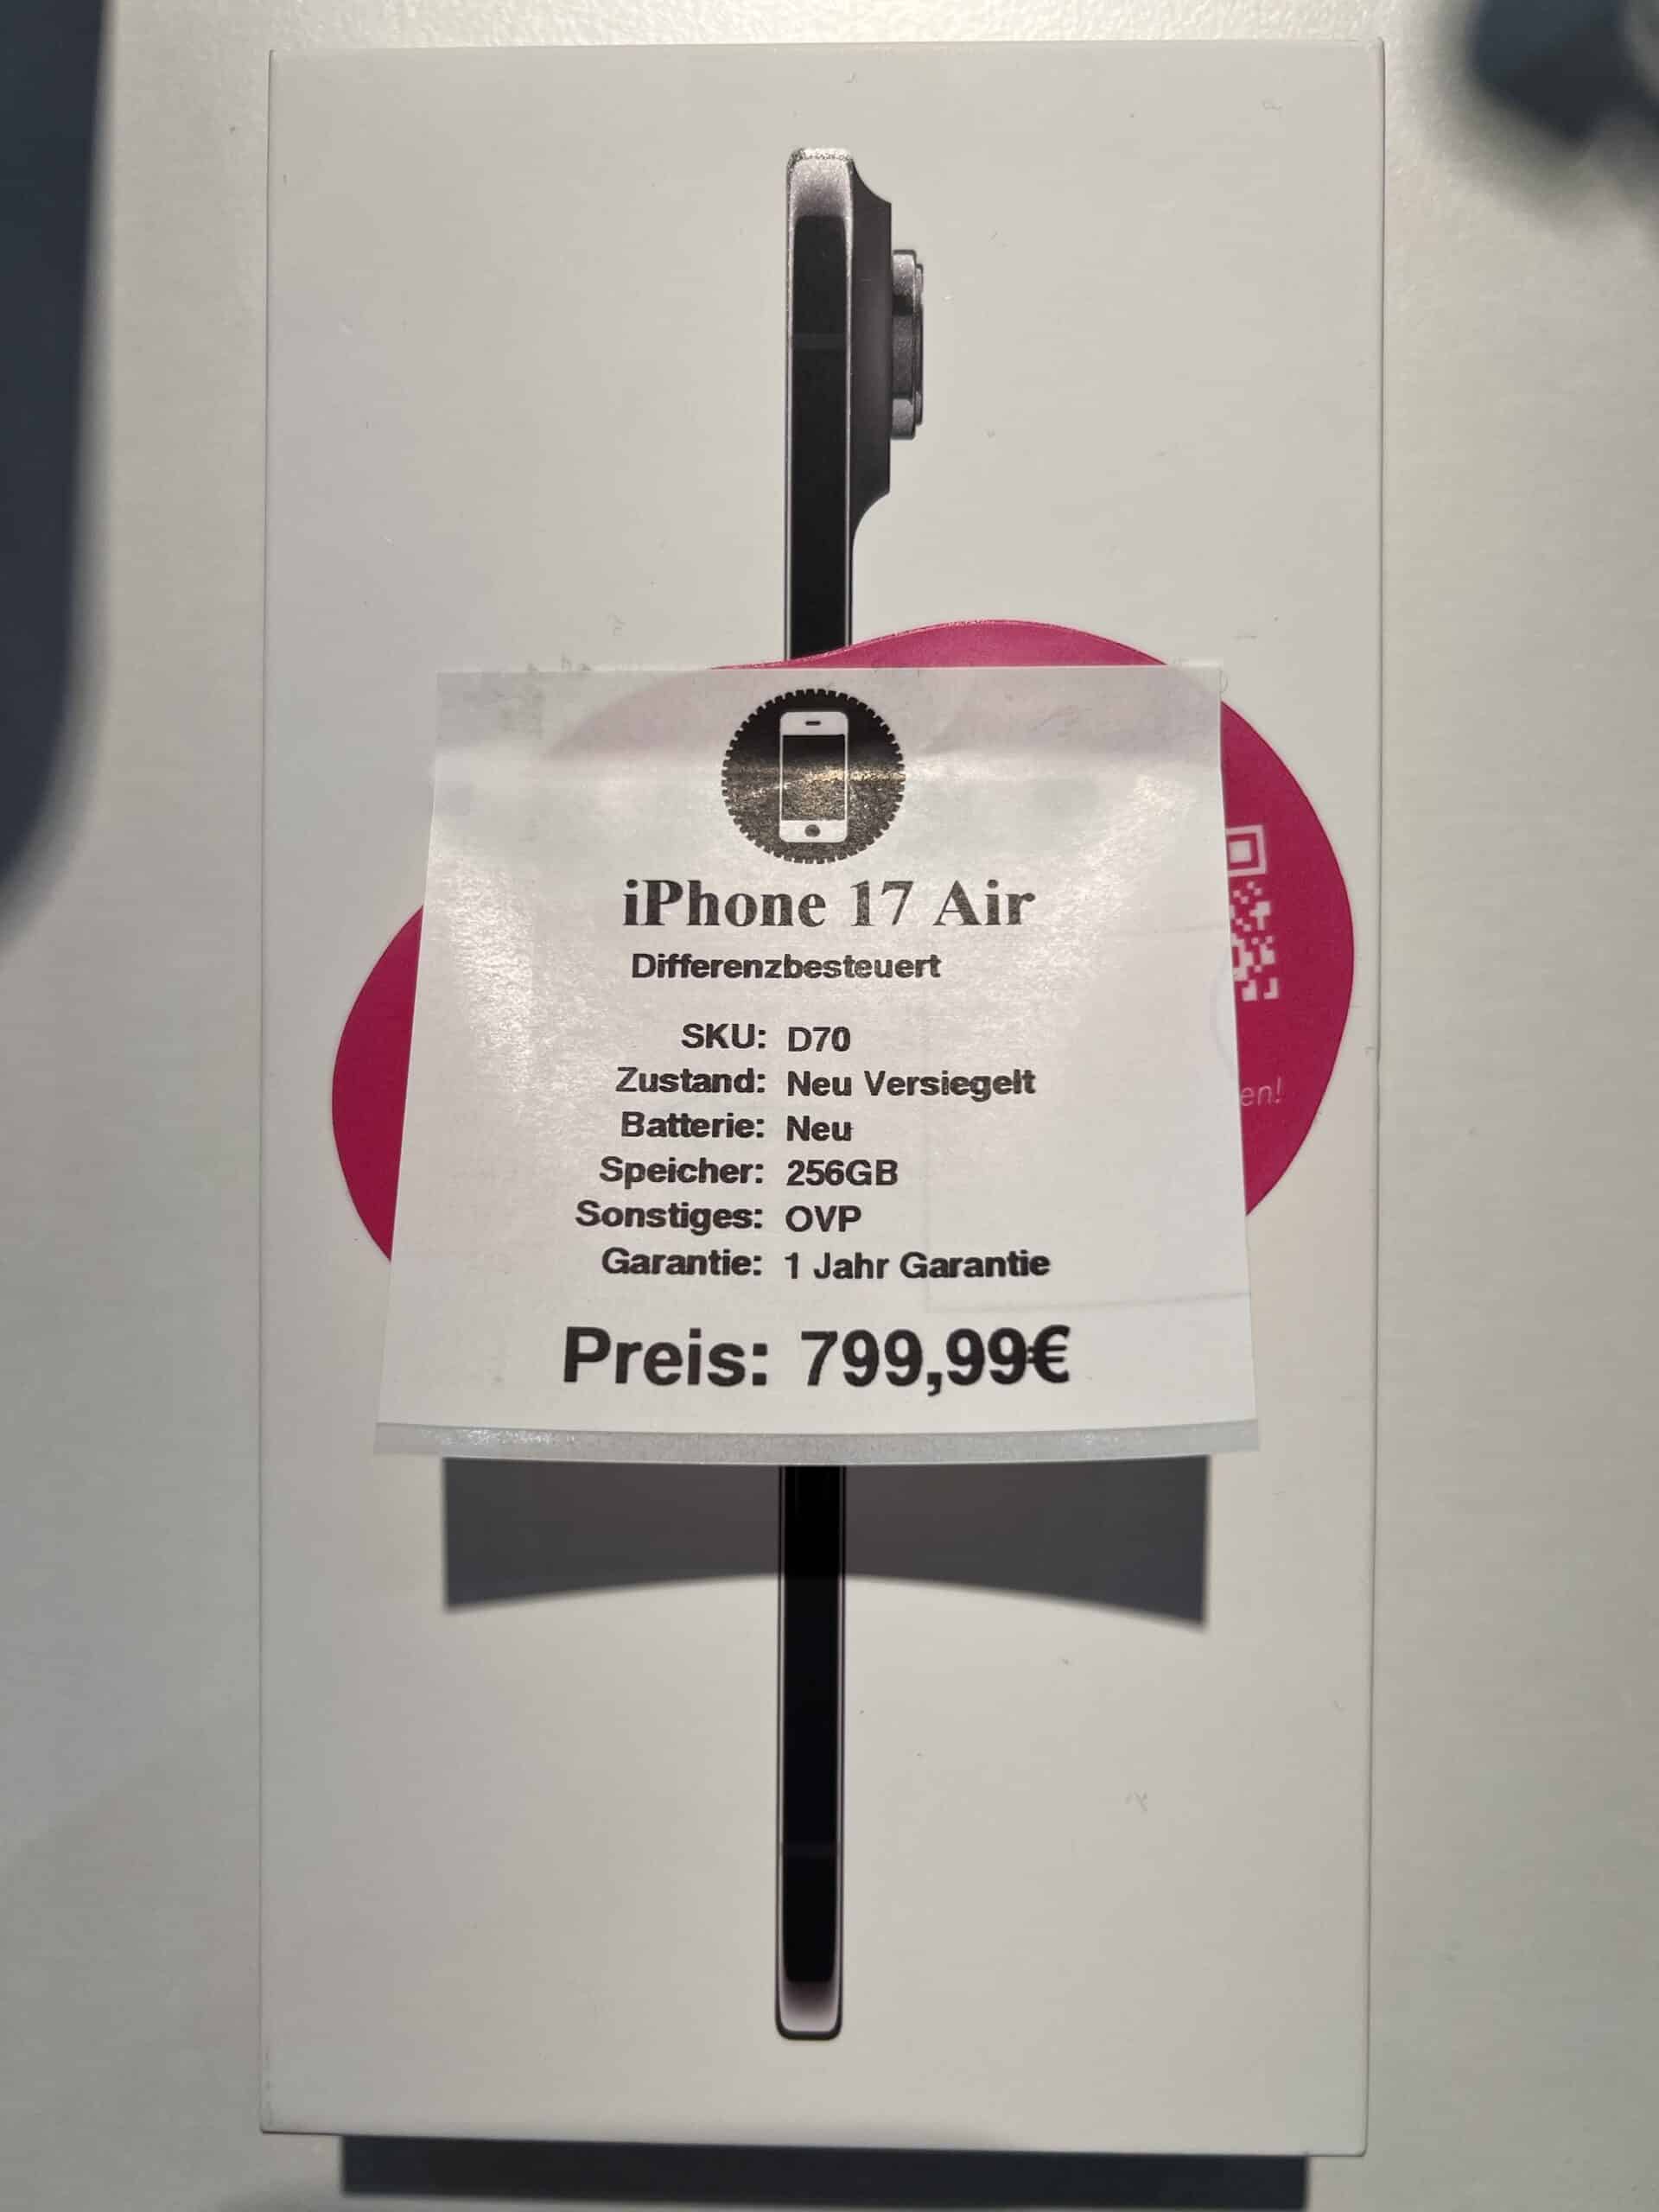 iPhone 17 Air
Differenzbesteuert
SKU: D70
Zustand: Neu Versiegelt
Batterie: Neu
Speicher: 256GB
Sonstiges: OVP
Garantie: 1 Jahr Garantie
Preis: 799,99€
en!